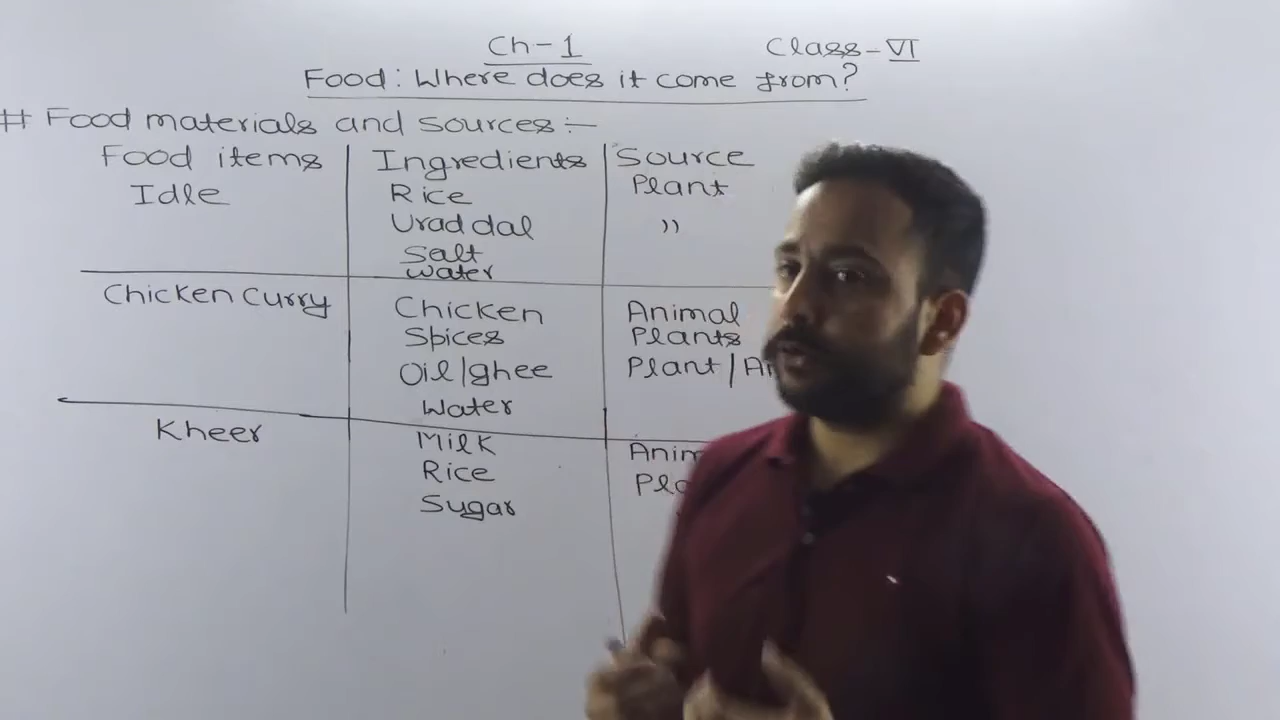 Ch-1 Class-VI
Food: Where does it come from?
# Food materials and sources:-
Food items Ingredients Source
Idle Rice Plant
Urad dal ,,
Salt
Water
Chicken Curry Chicken Animal
Spices Plants
Oil/ghee Plant/
Water
Kheer Milk
Rice
Sugar